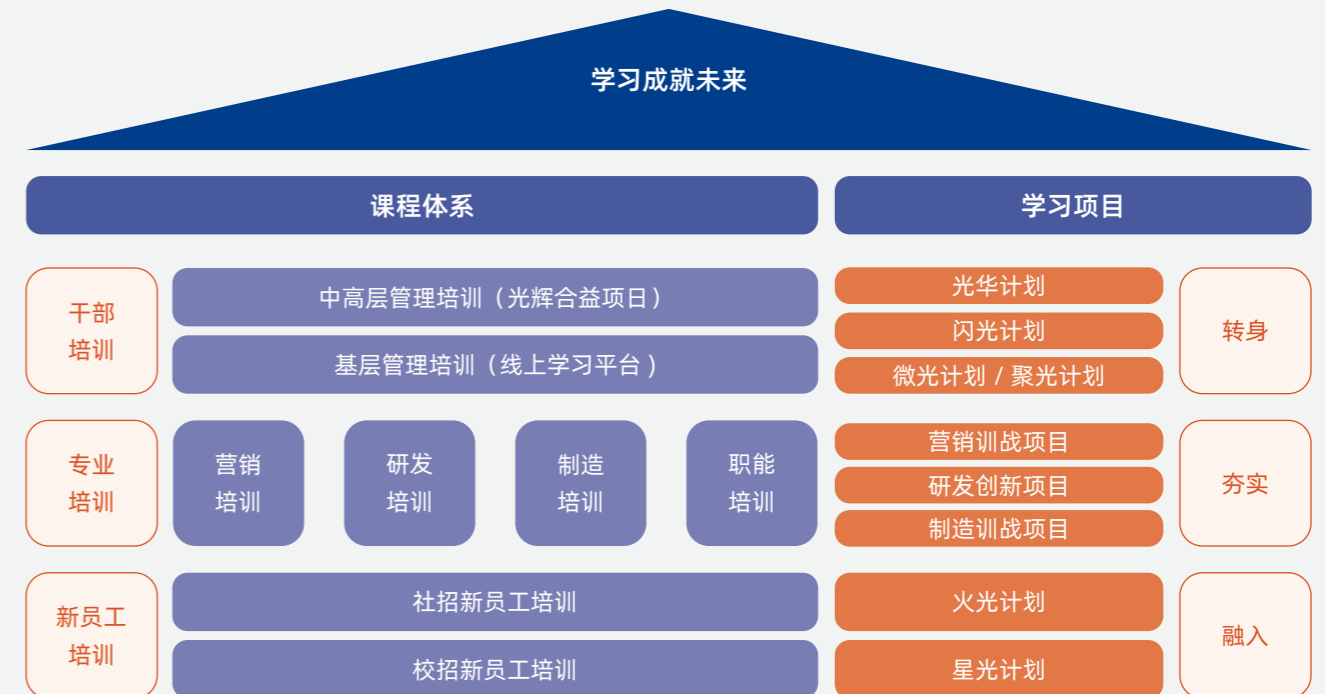 学习成就未来
课程体系
学习项目
干部
培训
中高层管理培训（光辉合益项日）
基层管理培训（线上学习平台）
光华计划
闪光计划
微光计划 / 聚光计划
转身
专业
培训
营销
培训
研发
培训
制造
培训
职能
培训
营销训战项目
研发创新项目
制造训战项目
夯实
新员工
培训
社招新员工培训
校招新员工培训
火光计划
星光计划
融入